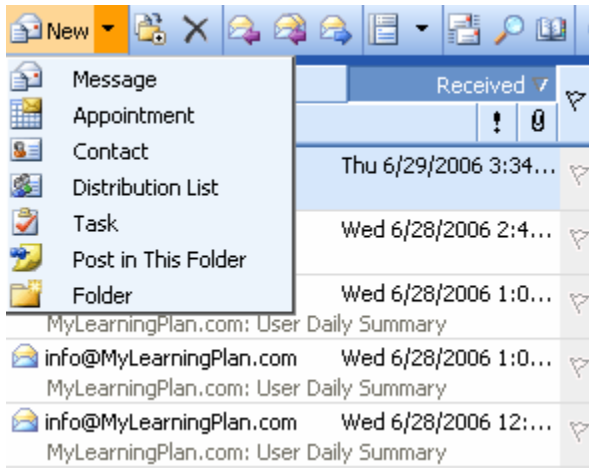 New
Received
Message
Appointment
Contact
Distribution List
Thu 6/29/2006 3:34...
Task
Wed 6/28/2006 2:4...
Post in This Folder
Folder
Wed 6/28/2006 1:0...
MyLearningPlan.com: User Daily Summary
info@MyLearningPlan.com Wed 6/28/2006 1:0...
MyLearningPlan.com: User Daily Summary
info@MyLearningPlan.com Wed 6/28/2006 12:...
MyLearningPlan.com: User Daily Summary